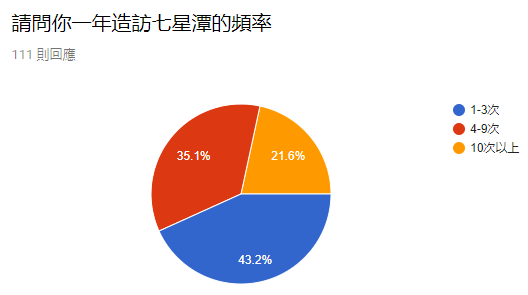 請問你一年造訪七星潭的頻率
111 則回應
1-3次
4-9次
10次以上
35.1%
21.6%
43.2%